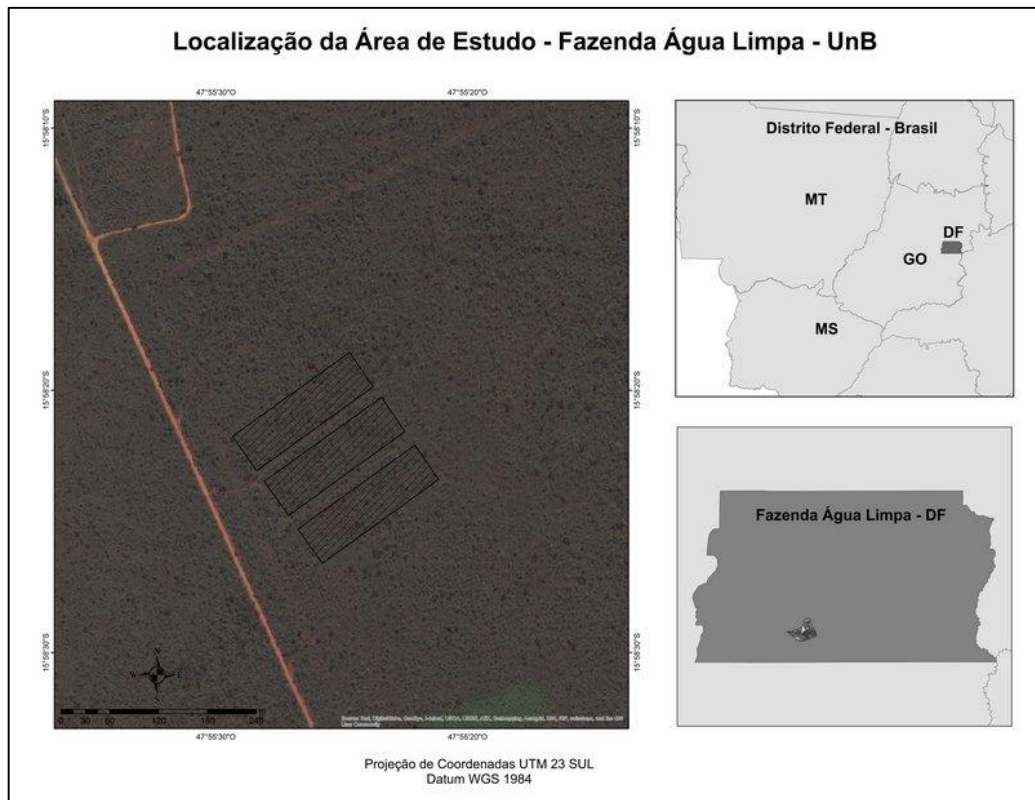 Localização da Área de Estudo - Fazenda Água Limpa - UnB
47°55'30"O
47°55'20"O
15°58'10"S
15°58'10"S
15°58'20"S
15°58'20"S
15°58'30"S
15°58'30"S
N
W
E
S
0 30 60 120 180 240
User Community
47°55'30"O
47°55'20"O
Projeção de Coordenadas UTM 23 SUL
Datum WGS 1984
Distrito Federal - Brasil
MT
DF
GO
MS
Fazenda Água Limpa - DF